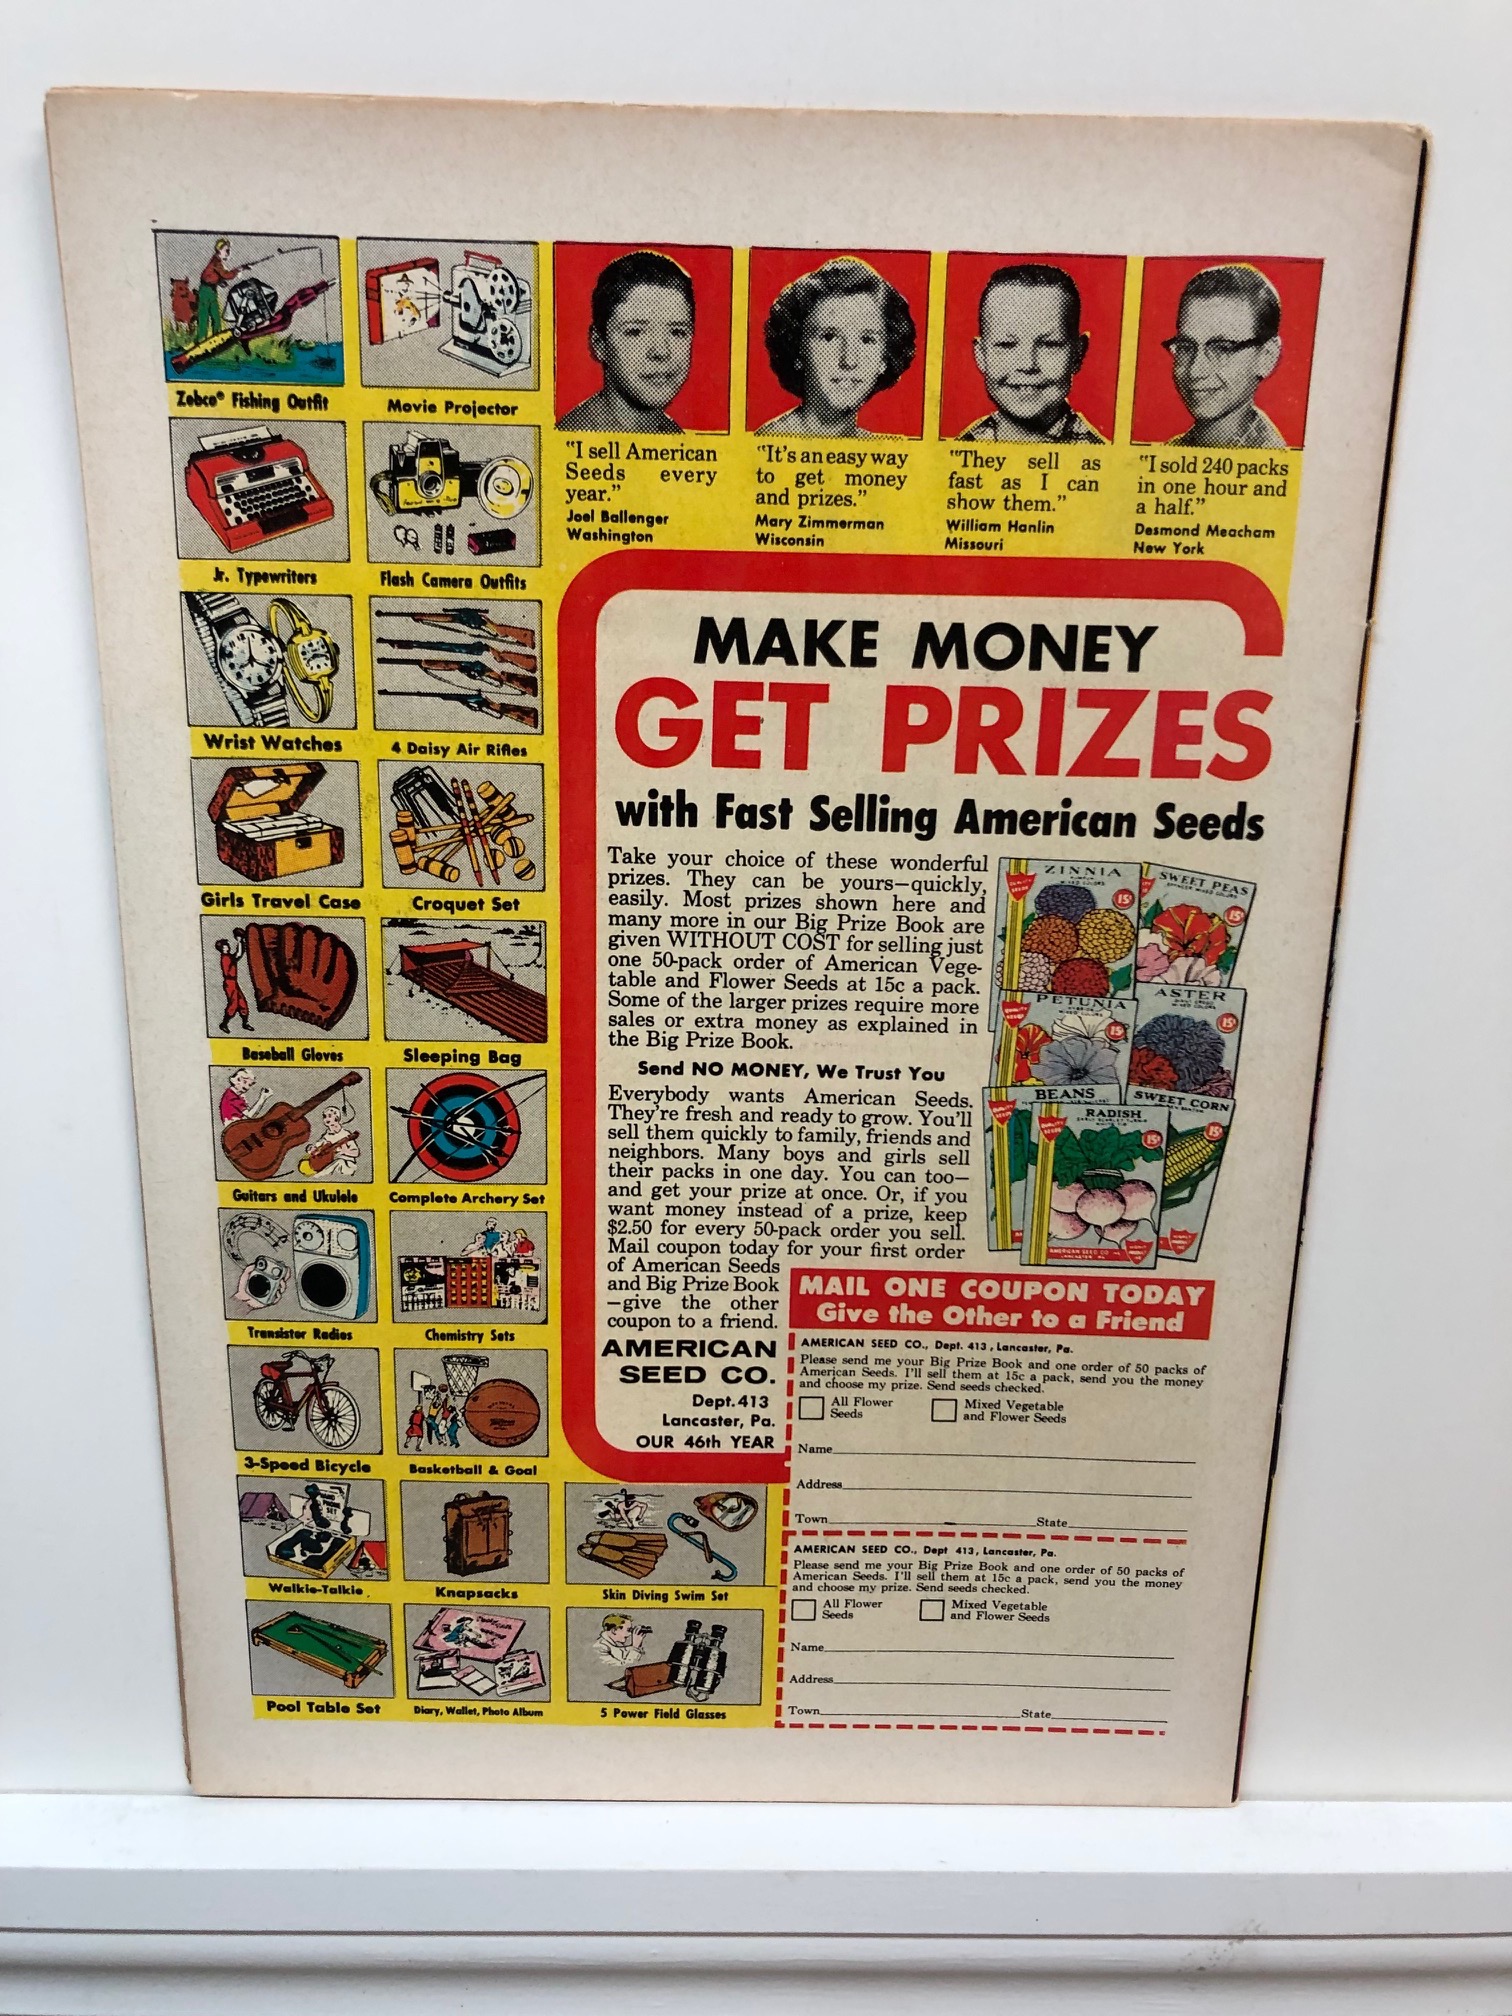 Zebco® Fishing Outfit
Movie Projector
Jr. Typewriters
Flash Camera Outfits
Wrist Watches
4 Daisy Air Rifles
Girls Travel Case
Croquet Set
Baseball Gloves
Sleeping Bag
Guitars and Ukulele
Complete Archery Set
Transistor Radios
Chemistry Sets
3-Speed Bicycle
Basketball & Goal
Walkie-Talkie
Knapsacks
Skin Diving Swim Set
Pool Table Set
Diary, Wallet, Photo Album
5 Power Field Glasses
"I sell American
Seeds every
year."
Joel Ballenger
Washington
"It's an easy way
to get money
and prizes."
Mary Zimmerman
Wisconsin
"They sell as
fast as I can
show them."
William Hanlin
Missouri
"I sold 240 packs
in one hour and
a half."
Desmond Meacham
New York
MAKE MONEY
GET PRIZES
with Fast Selling American Seeds
Take your choice of these wonderful
prizes. They can be yours—quickly,
easily. Most prizes shown here and
many more in our Big Prize Book are
given WITHOUT COST for selling just
one 50-pack order of American Vege-
table and Flower Seeds at 15c a pack.
Some of the larger prizes require more
sales or extra money as explained in
the Big Prize Book.
Send NO MONEY, We Trust You
Everybody wants American Seeds.
They're fresh and ready to grow. You'll
sell them quickly to family, friends and
neighbors. Many boys and girls sell
their packs in one day. You can too—
and get your prize at once. Or, if you
want money instead of a prize, keep
$2.50 for every 50-pack order you sell.
Mail coupon today for your first order
of American Seeds
and Big Prize Book
—give the other
coupon to a friend.
AMERICAN
SEED CO.
Dept. 413
Lancaster, Pa.
OUR 46th YEAR
ZINNIA
MIXED COLORS
15¢
SWEET PEAS
MIXED COLORS
15¢
PETUNIA
MIXED COLORS
15¢
ASTER
MIXED COLORS
15¢
BEANS
SWEET CORN
15¢
RADISH
15¢
AMERICAN SEED CO.
LANCASTER, PA.
MAIL ONE COUPON TODAY
Give the Other to a Friend
AMERICAN SEED CO., Dept. 413, Lancaster, Pa.
Please send me your Big Prize Book and one order of 50 packs of
American Seeds. I'll sell them at 15c a pack, send you the money
and choose my prize. Send seeds checked.
All Flower
Seeds
Mixed Vegetable
and Flower Seeds
Name
Address
Town State
AMERICAN SEED CO., Dept 413, Lancaster, Pa.
Please send me your Big Prize Book and one order of 50 packs of
American Seeds. I'll sell them at 15c a pack, send you the money
and choose my prize. Send seeds checked.
All Flower
Seeds
Mixed Vegetable
and Flower Seeds
Name
Address
Town State